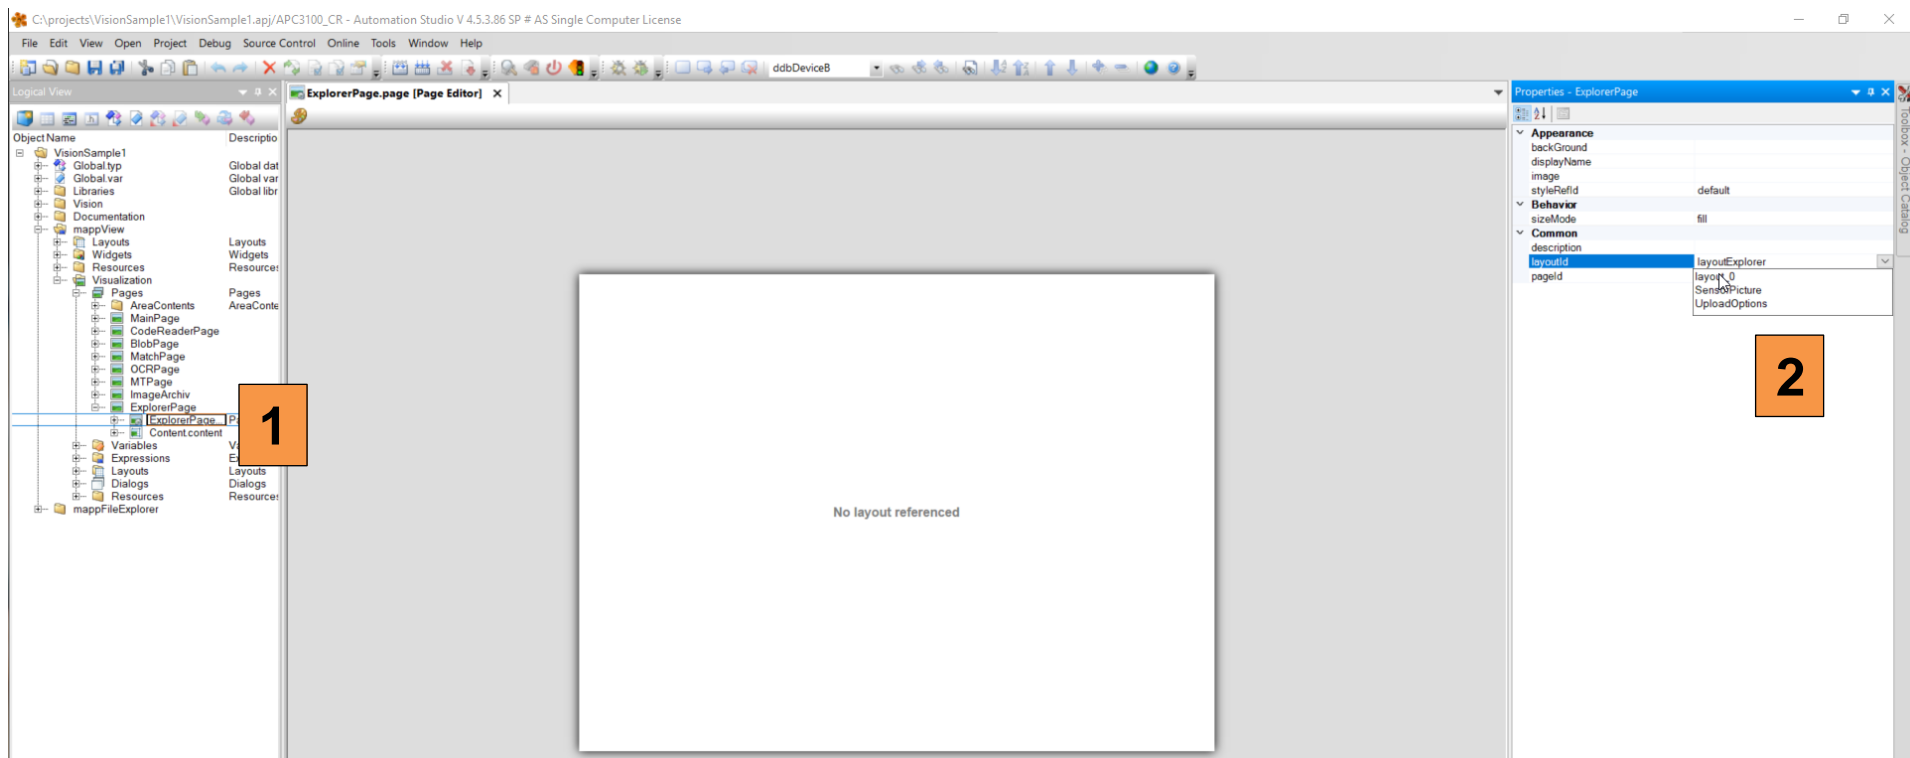 C:\projects\VisionSample1\VisionSample1.apj/APC3100_CR - Automation Studio V 4.5.3.86 SP # AS Single Computer License
File Edit View Open Project Debug Source Control Online Tools Window Help
ddbDeviceB
Logical View
ExplorerPage.page [Page Editor]
Properties - ExplorerPage
Object Name Descriptio
VisionSample1
Global.typ Global dat
Global.var Global var
Libraries Global libr
Vision
Documentation
mappView
Layouts Layouts
Widgets Widgets
Resources Resources
Visualization
Pages Pages
AreaContents AreaConte
MainPage
CodeReaderPage
BlobPage
MatchPage
OCRPage
MTPage
ImageArchiv
ExplorerPage
ExplorerPage...
Content.content
Variables
Expressions
Layouts Layouts
Dialogs Dialogs
Resources Resources
mappFileExplorer
1
No layout referenced
Appearance
backGround
displayName
image
styleRefId default
Behavior
sizeMode fill
Common
description
layoutId layoutExplorer
pageId
SensorPicture
UploadOptions
2
Toolbox - Object Catalog